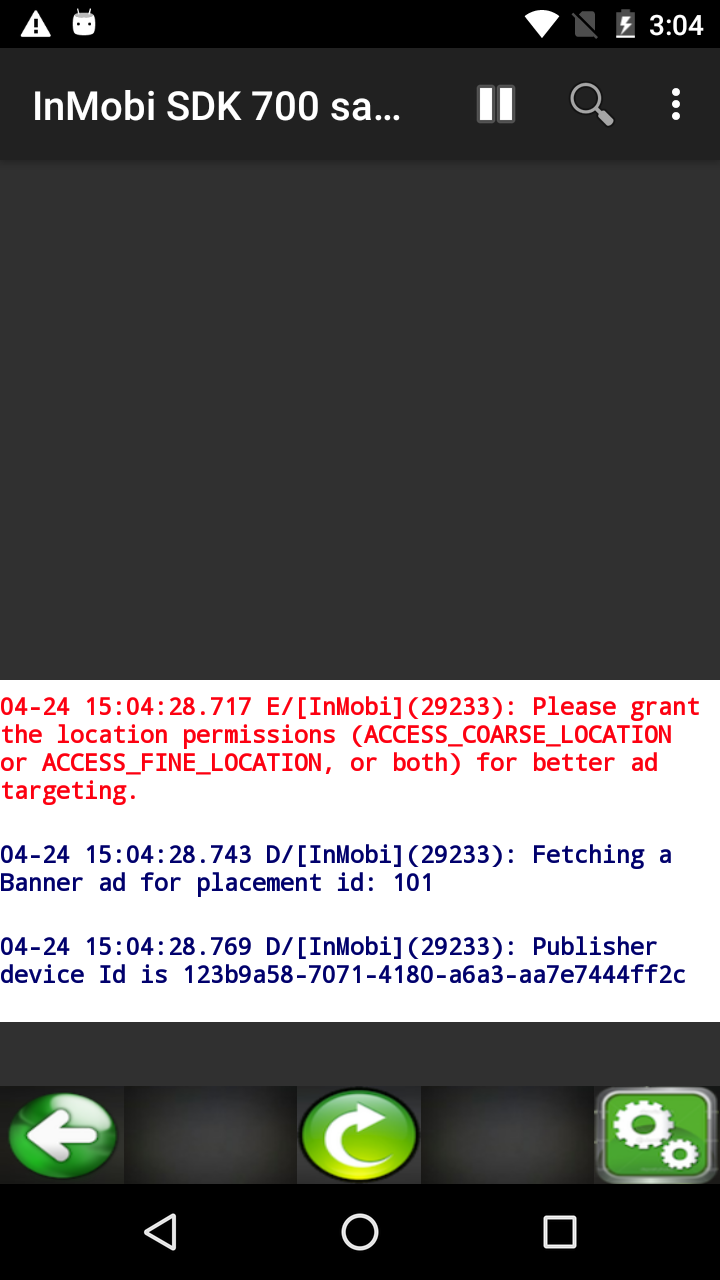 3:04
InMobi SDK 700 sa...
04-24 15:04:28.717 E/[InMobi](29233): Please grant
the location permissions (ACCESS_COARSE_LOCATION
or ACCESS_FINE_LOCATION, or both) for better ad
targeting.
04-24 15:04:28.743 D/[InMobi](29233): Fetching a
Banner ad for placement id: 101
04-24 15:04:28.769 D/[InMobi](29233): Publisher
device Id is 123b9a58-7071-4180-a6a3-aa7e7444ff2c